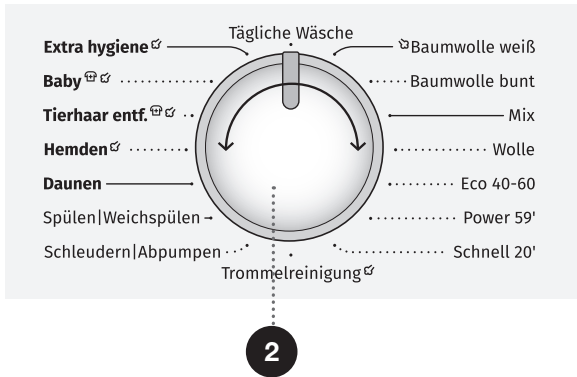 Tägliche Wäsche
Extra hygiene
Baby
Tierhaar entf.
Hemden
Daunen
Spülen|Weichspülen
Schleudern|Abpumpen
Baumwolle weiß
Baumwolle bunt
Mix
Wolle
Eco 40-60
Power 59'
Schnell 20'
Trommelreinigung
2